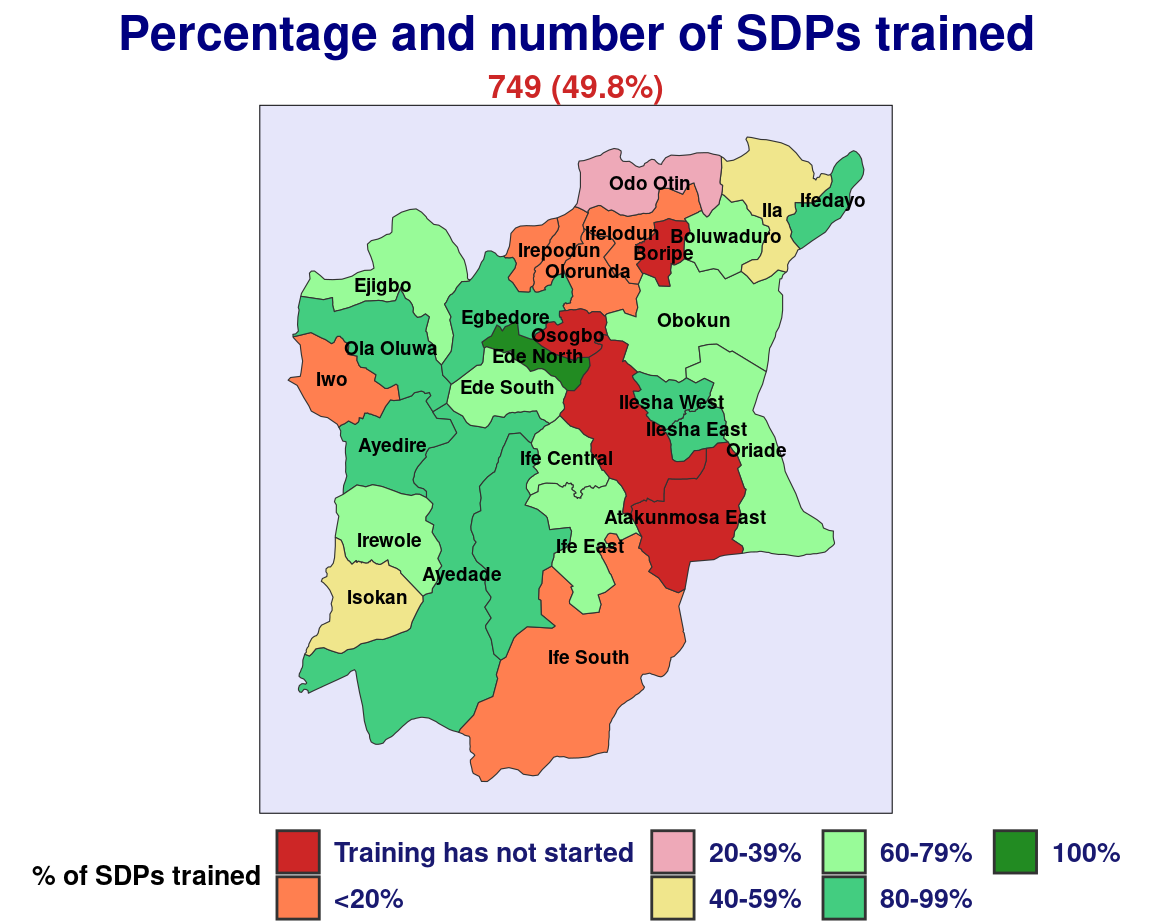 Percentage and number of SDPs trained
749 (49.8%)
Odo Otin
Ila
Ifedayo
Ifelodun
Boluwaduro
Irepodun
Boripe
Olorunda
Ejigbo
Egbedore
Obokun
Osogbo
Ola Oluwa
Ede North
Iwo
Ede South
Ilesha West
Ilesha East
Ayedire
Oriade
Ife Central
Atakunmosa East
Irewole
Ife East
Ayedade
Isokan
Ife South
% of SDPs trained
Training has not started
<20%
20-39%
40-59%
60-79%
80-99%
100%